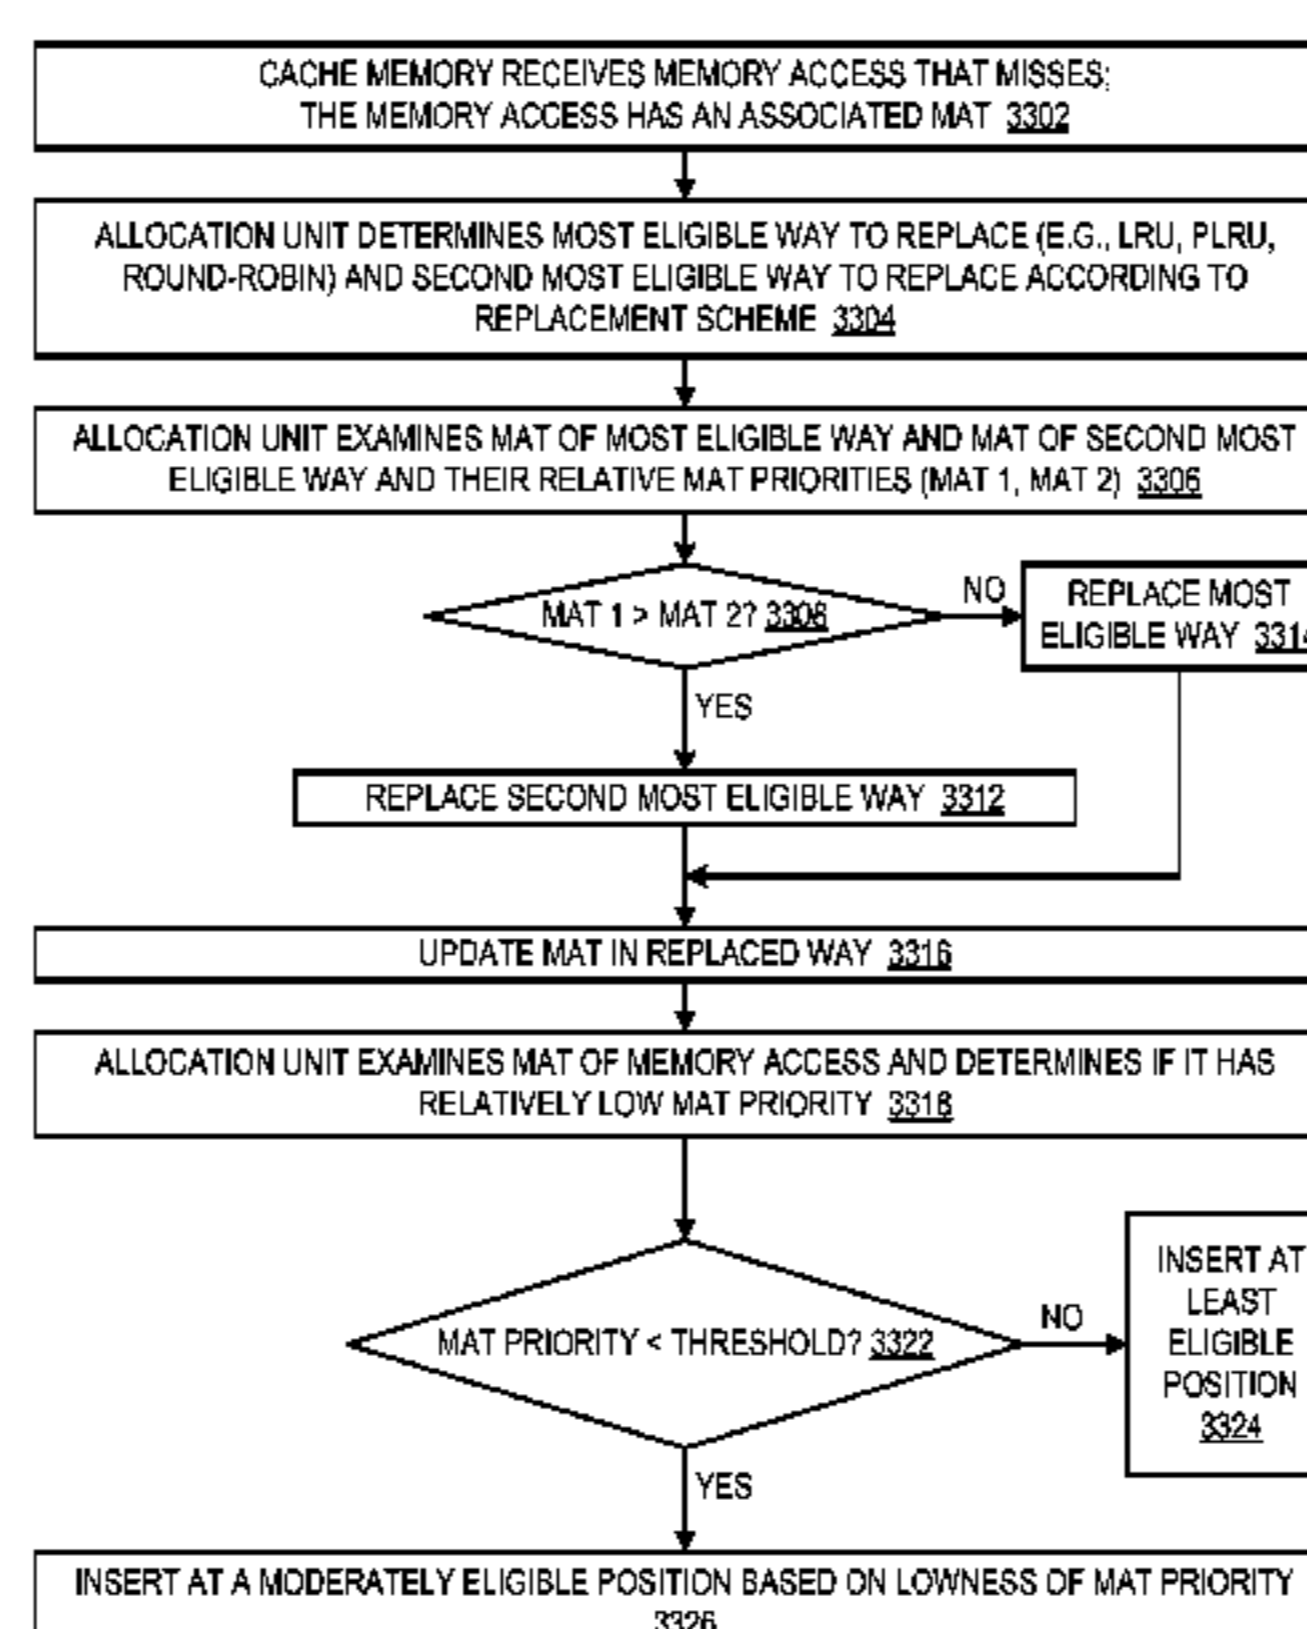 CACHE MEMORY RECEIVES MEMORY ACCESS THAT MISSES;
THE MEMORY ACCESS HAS AN ASSOCIATED MAT 3302
ALLOCATION UNIT DETERMINES MOST ELIGIBLE WAY TO REPLACE (E.G., LRU, PLRU,
ROUND-ROBIN) AND SECOND MOST ELIGIBLE WAY TO REPLACE ACCORDING TO
REPLACEMENT SCHEME 3304
ALLOCATION UNIT EXAMINES MAT OF MOST ELIGIBLE WAY AND MAT OF SECOND MOST
ELIGIBLE WAY AND THEIR RELATIVE MAT PRIORITIES (MAT 1, MAT 2) 3306
MAT 1 > MAT 2? 3308
NO
REPLACE MOST
ELIGIBLE WAY 3314
YES
REPLACE SECOND MOST ELIGIBLE WAY 3312
UPDATE MAT IN REPLACED WAY 3316
ALLOCATION UNIT EXAMINES MAT OF MEMORY ACCESS AND DETERMINES IF IT HAS
RELATIVELY LOW MAT PRIORITY 3318
MAT PRIORITY < THRESHOLD? 3322
NO
INSERT AT
LEAST
ELIGIBLE
POSITION
3324
YES
INSERT AT A MODERATELY ELIGIBLE POSITION BASED ON LOWNESS OF MAT PRIORITY
3326